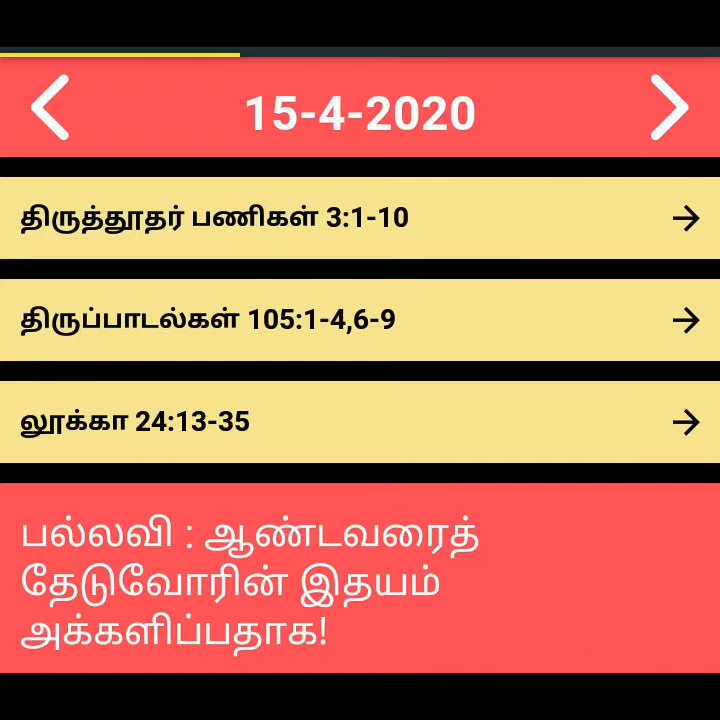 15-4-2020
திருத்தூதர் பணிகள் 3:1-10
திருப்பாடல்கள் 105:1-4,6-9
லூக்கா 24:13-35
பல்லவி : ஆண்டவரைத்
தேடுவோரின் இதயம்
அக்களிப்பதாக!